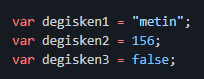 var degisken1 = "metin";
var degisken2 = 156;
var degisken3 = false;